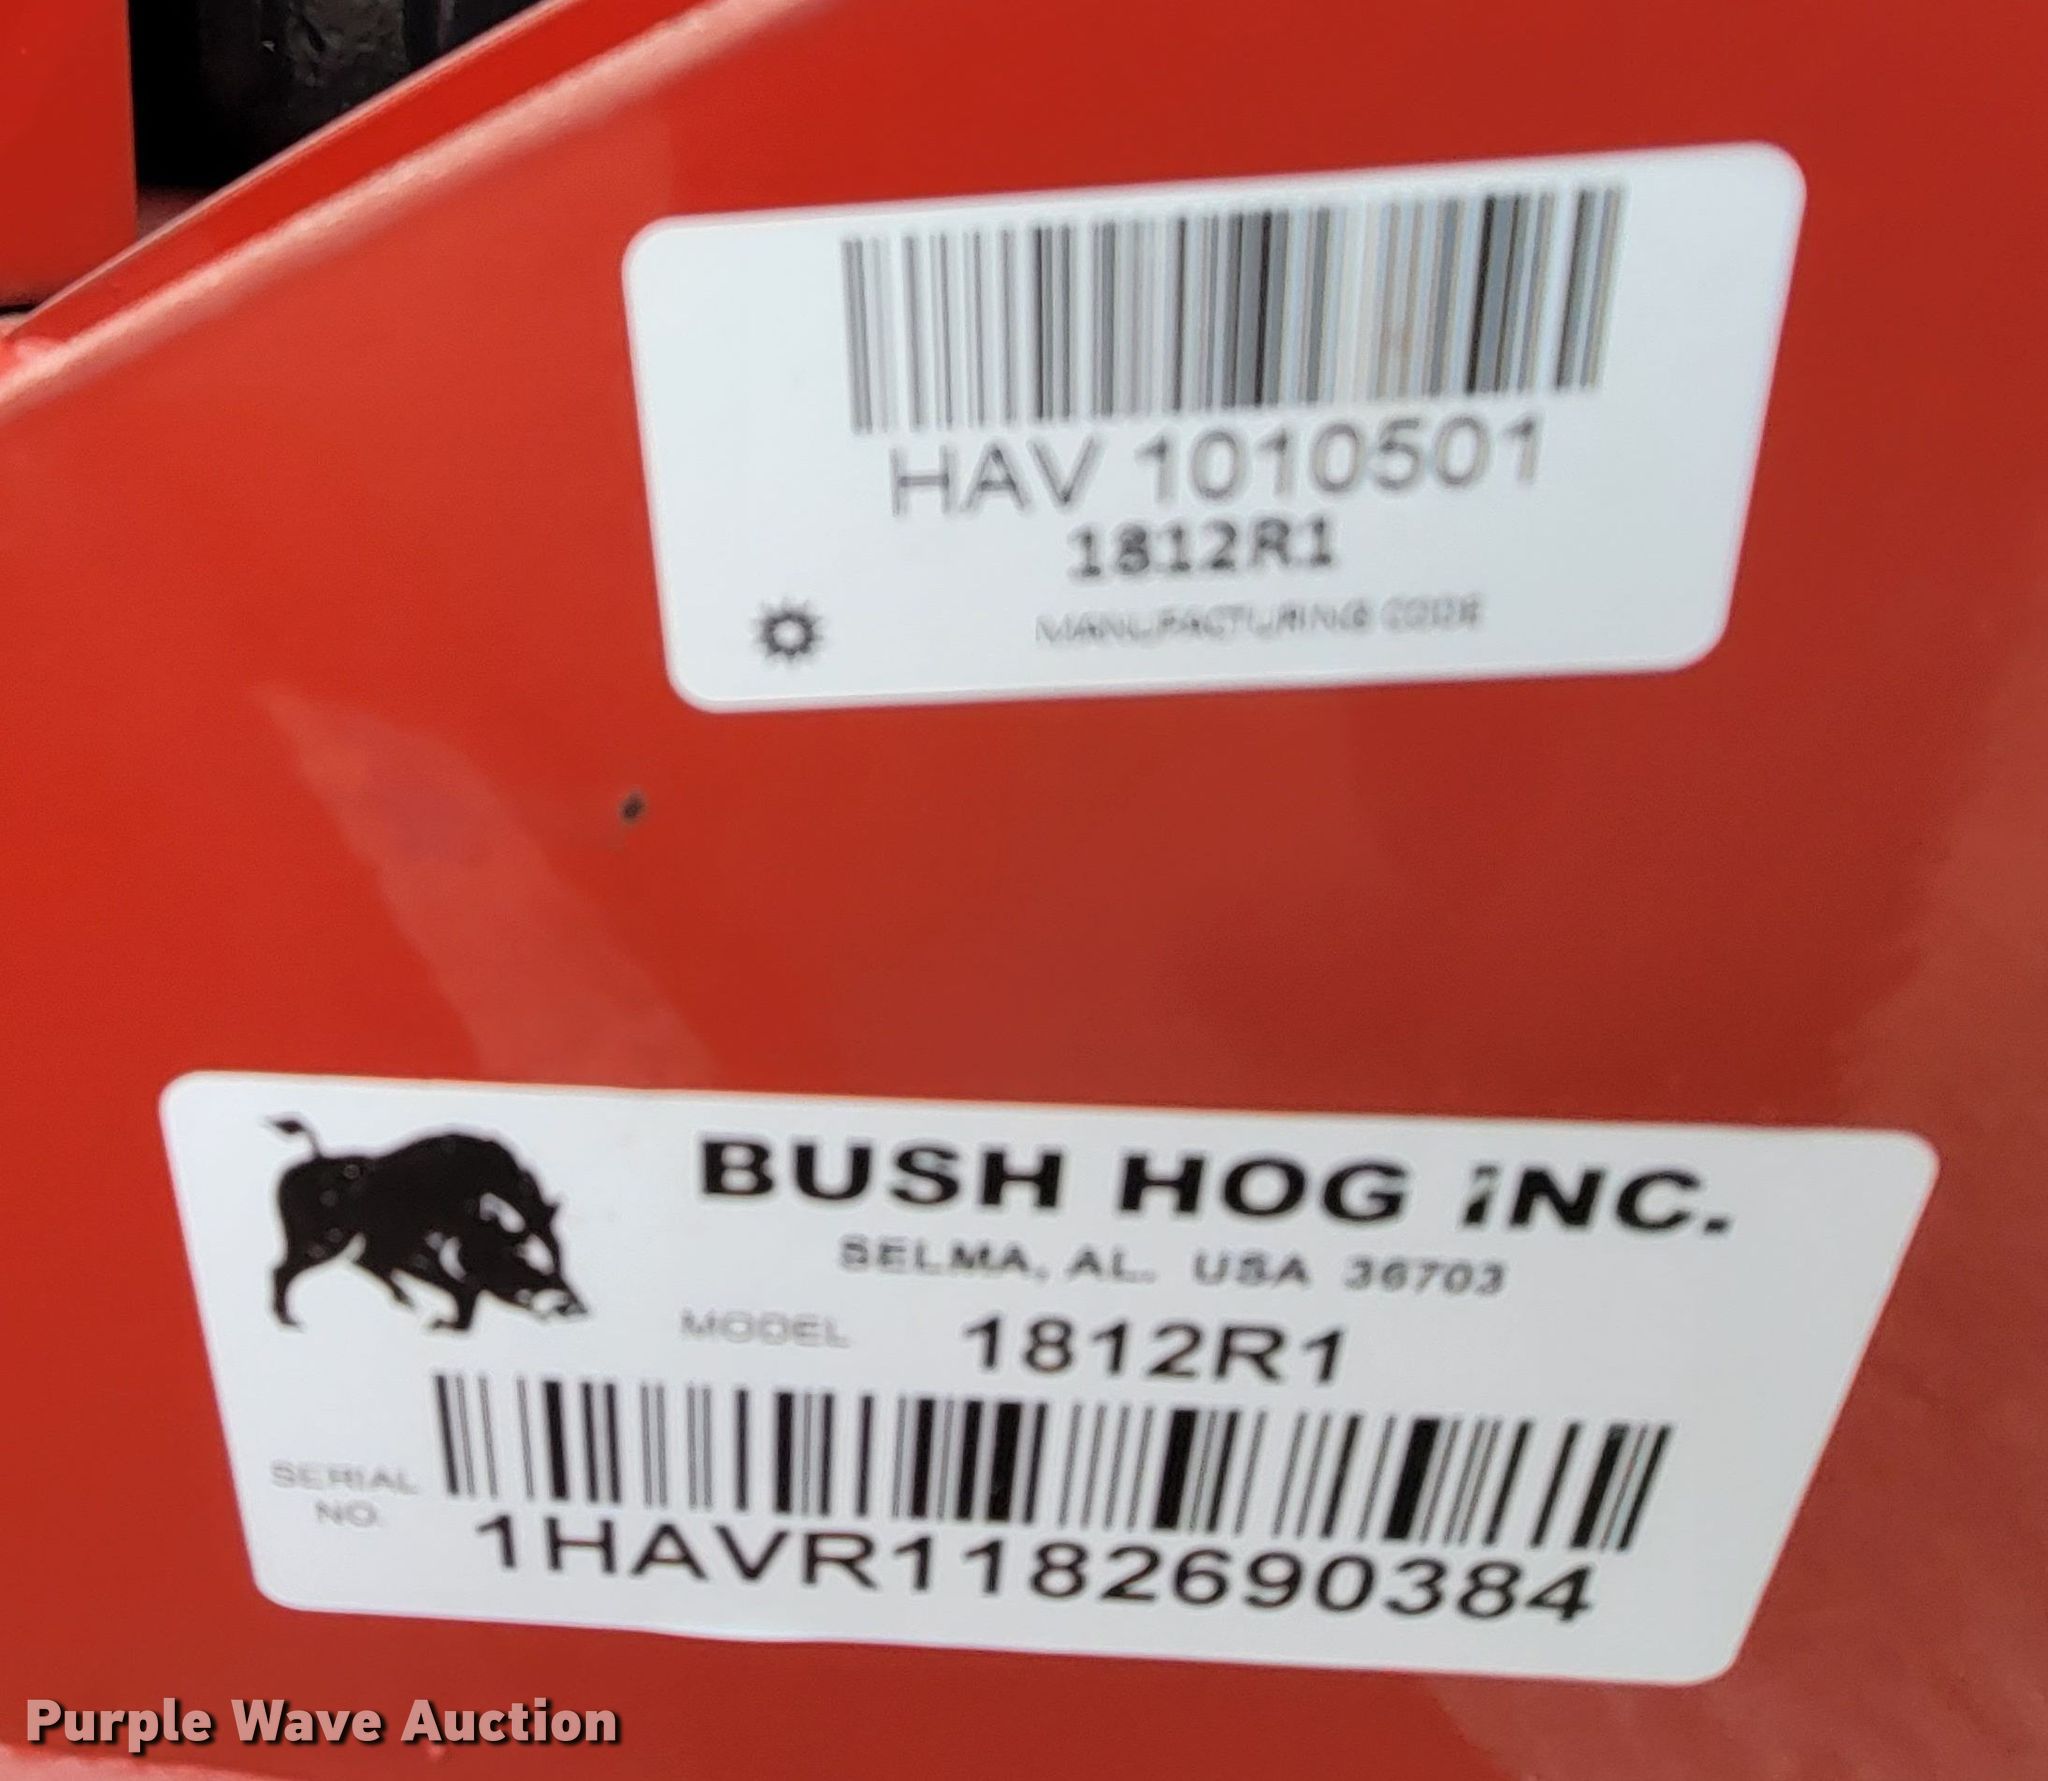 HAV 1010501
1812R1
MANUFACTURING CODE
BUSH HOG iNC.
SELMA, AL. USA 36703
MODEL 1812R1
SERIAL
NO.
1HAVR1182690384
Purple Wave Auction